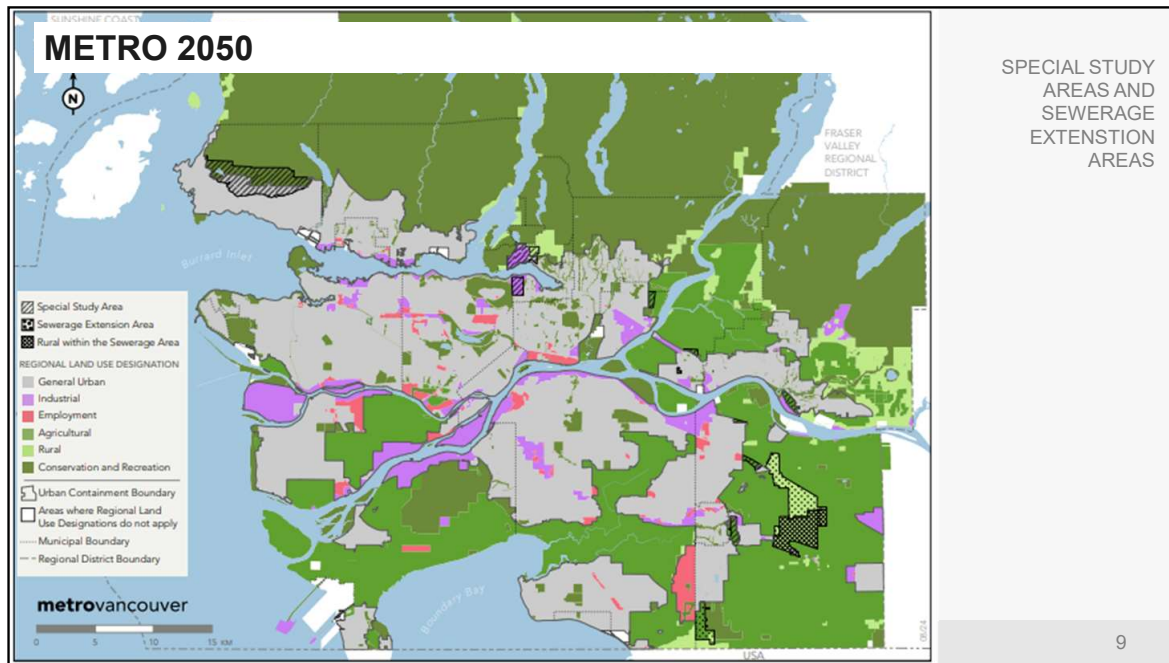 SUNSHINE COAST
METRO 2050
N
FRASER
VALLEY
REGIONAL
DISTRICT
Burrard Inlet
Special Study Area
Sewerage Extension Area
Rural within the Sewerage Area
REGIONAL LAND USE DESIGNATION
General Urban
Industrial
Employment
Agricultural
Rural
Conservation and Recreation
Urban Containment Boundary
Areas where Regional Land
Use Designations do not apply
Municipal Boundary
Regional District Boundary
metrovancouver
0 5 10 15 KM
Boundary Bay
USA
08/24
SPECIAL STUDY
AREAS AND
SEWERAGE
EXTENSTION
AREAS
9